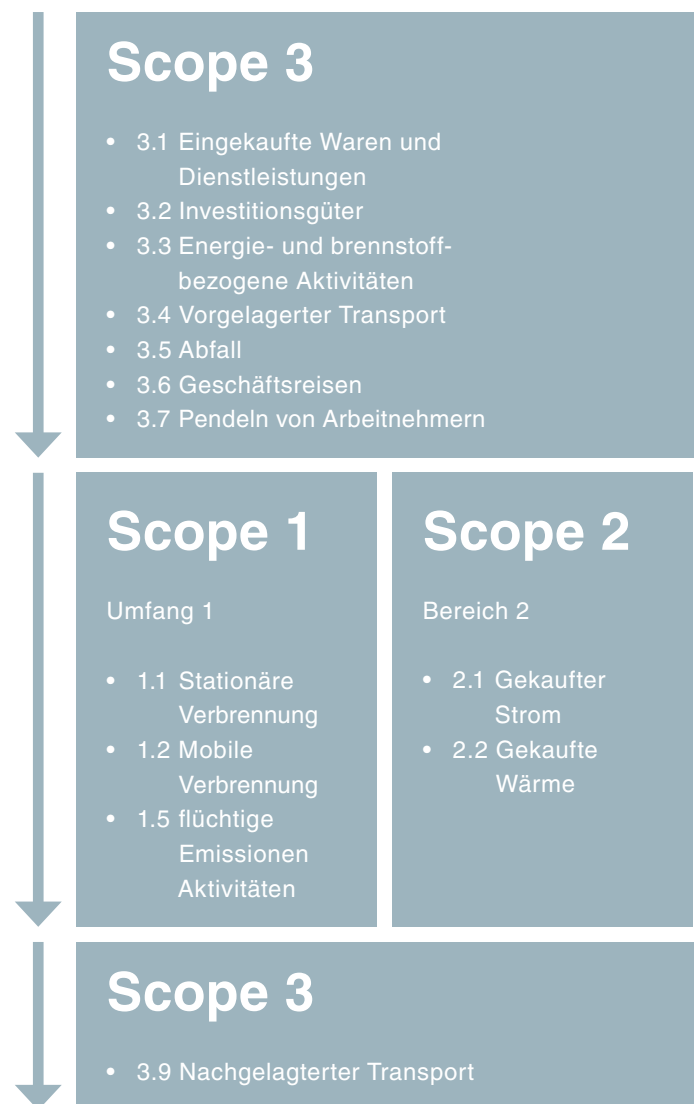 Scope 3
• 3.1 Eingekaufte Waren und
Dienstleistungen
• 3.2 Investitionsgüter
• 3.3 Energie- und brennstoff-
bezogene Aktivitäten
• 3.4 Vorgelagerter Transport
• 3.5 Abfall
• 3.6 Geschäftsreisen
• 3.7 Pendeln von Arbeitnehmern
Scope 1
Umfang 1
• 1.1 Stationäre
Verbrennung
• 1.2 Mobile
Verbrennung
• 1.5 flüchtige
Emissionen
Aktivitäten
Scope 2
Bereich 2
• 2.1 Gekaufter
Strom
• 2.2 Gekaufte
Wärme
Scope 3
• 3.9 Nachgelagterter Transport